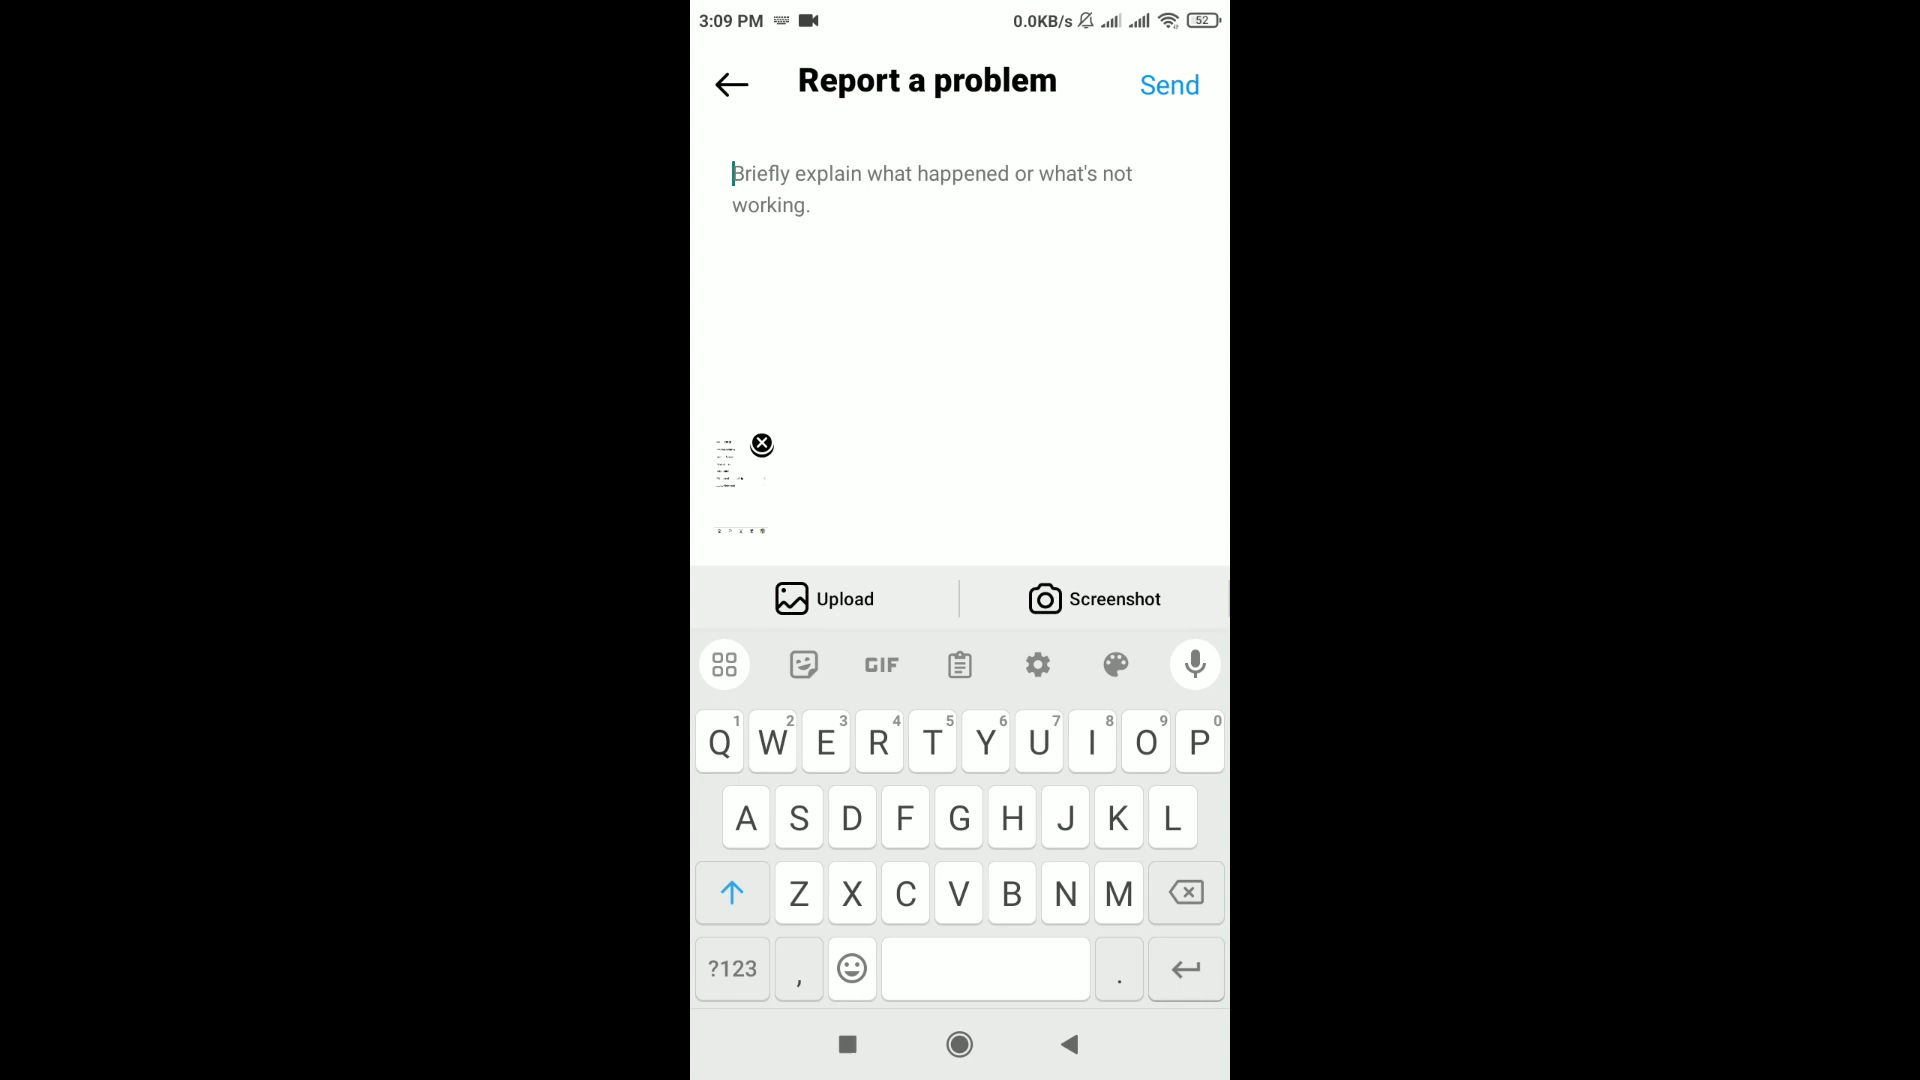 3:09 PM 0.0KB/s 52
Report a problem Send
Briefly explain what happened or what's not
working.
Upload Screenshot
GIF
1 2 3 4 5 6 7 8 9 0
Q W E R T Y U I O P
A S D F G H J K L
Z X C V B N M
?123 , .